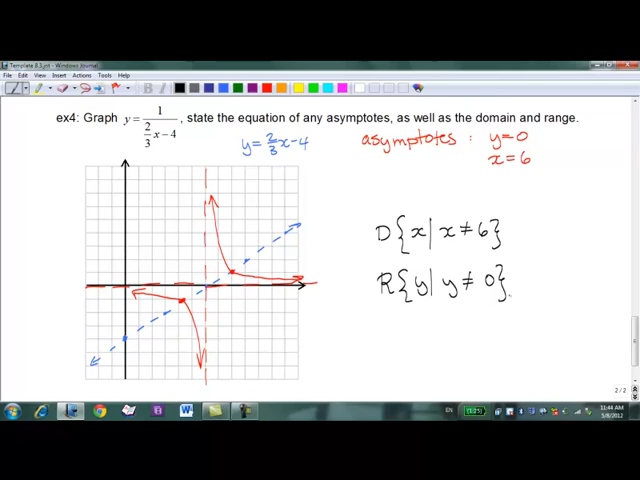 Template 8.3.jnt - Windows Journal
File Edit View Insert Actions Tools Help
ex4: Graph y = 1/(2/3 x − 4) , state the equation of any asymptotes, as well as the domain and range.
y = 2/3 x - 4
asymptotes : y = 0
x = 6
D{x | x ≠ 6}
R{y | y ≠ 0}
2 / 2
EN
11:44 AM
5/8/2012